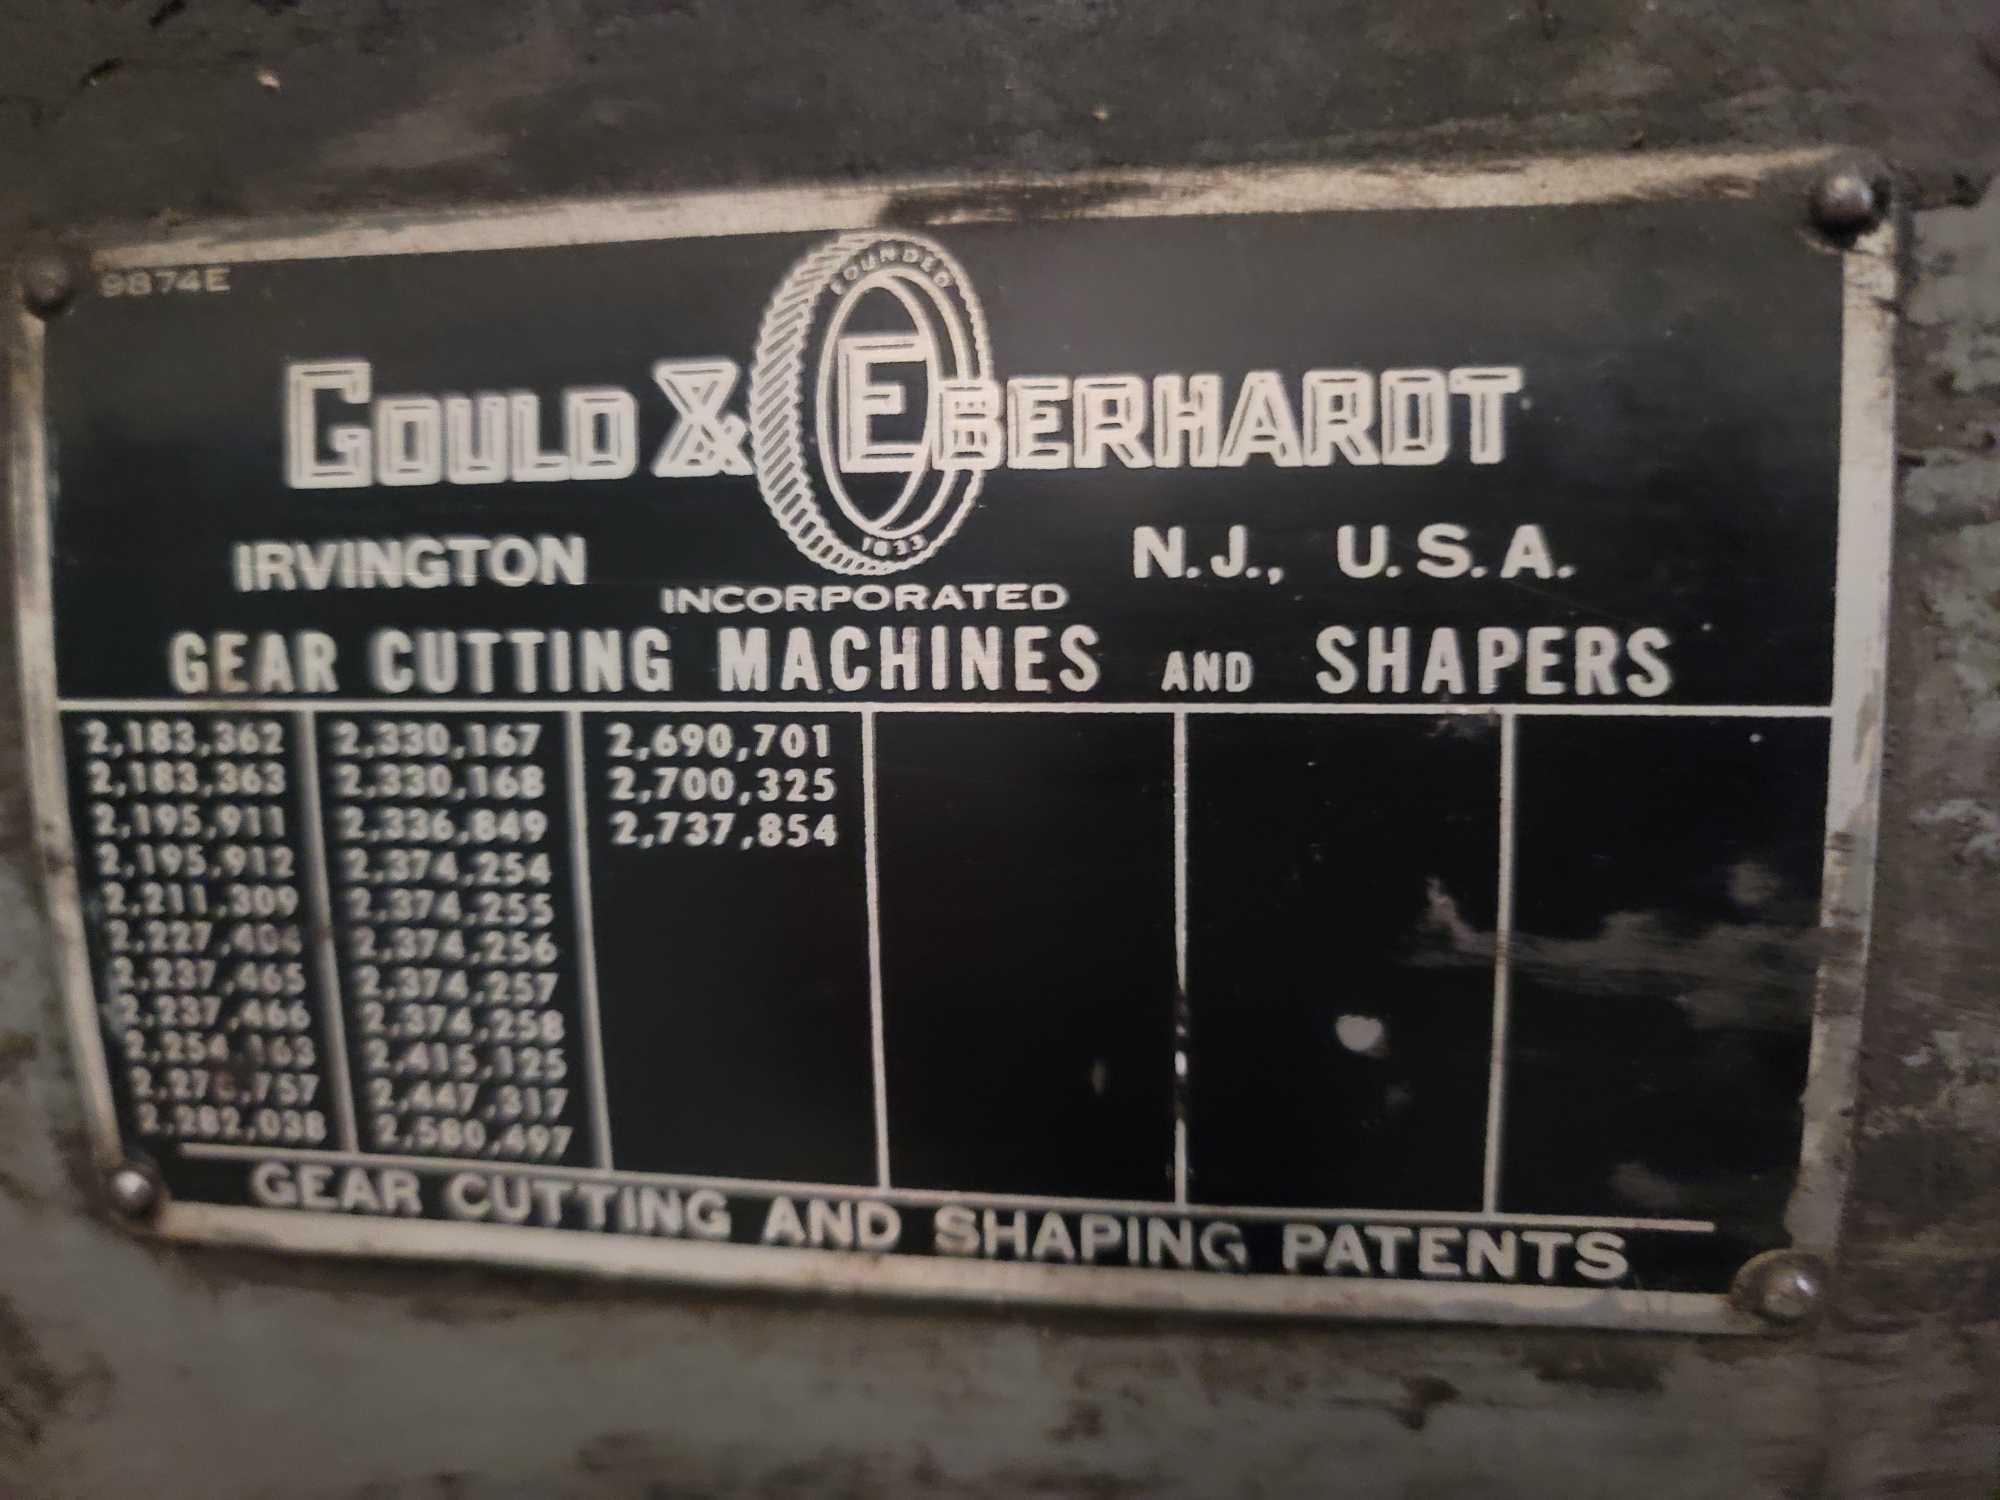 9874E
FOUNDED
GOULD & EBERHARDT
1833
IRVINGTON N.J., U.S.A.
INCORPORATED
GEAR CUTTING MACHINES AND SHAPERS
2,183,362 2,330,167 2,690,701
2,183,363 2,330,168 2,700,325
2,195,911 2,336,849 2,737,854
2,195,912 2,374,254
2,211,309 2,374,255
2,374,256
2,237,465 2,374,257
2,237,466 2,374,258
2,254,163 2,415,125
2,447,317
2,282,038 2,580,497
GEAR CUTTING AND SHAPING PATENTS